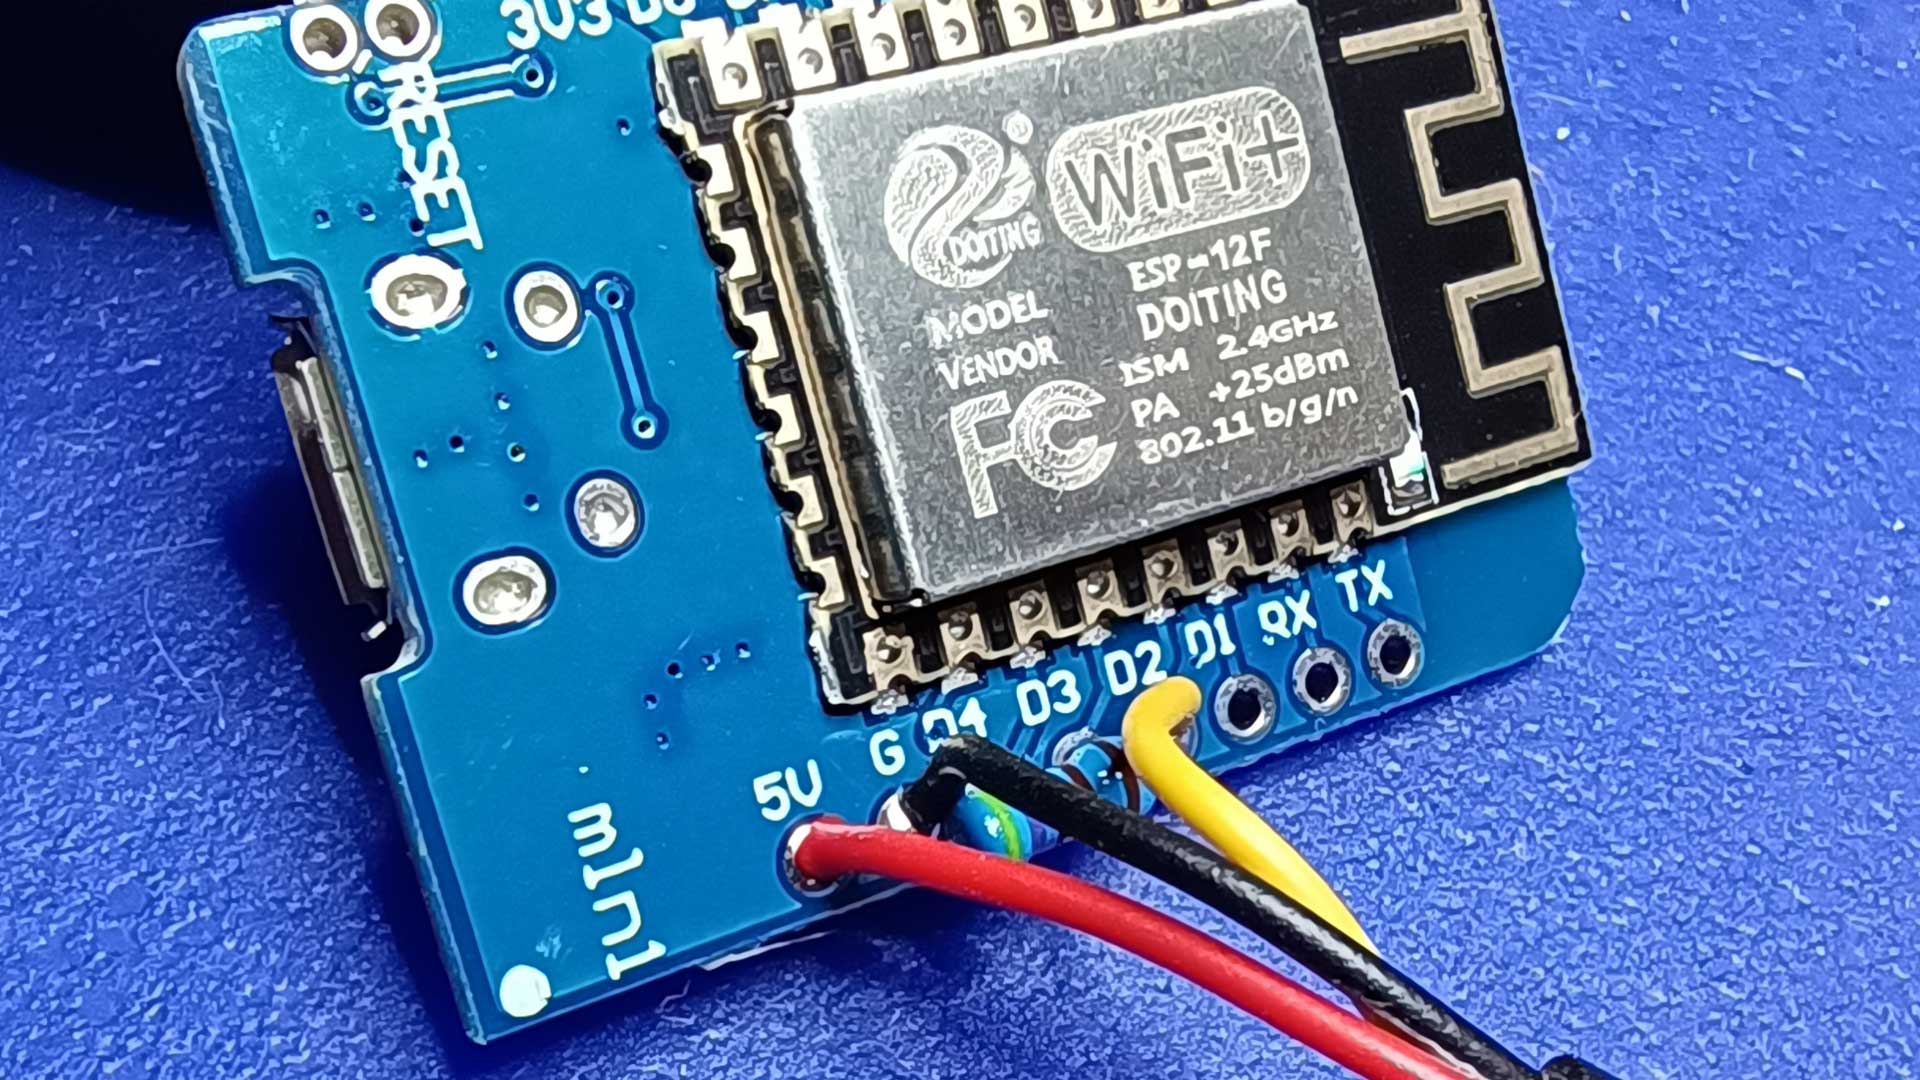 3V3
RESET
DOITING
WiFi+
MODEL ESP-12F
VENDOR DOITING
ISM 2.4GHz
PA +25dBm
802.11 b/g/n
FC
5V G D4 D3 D2 D1 RX TX
mini